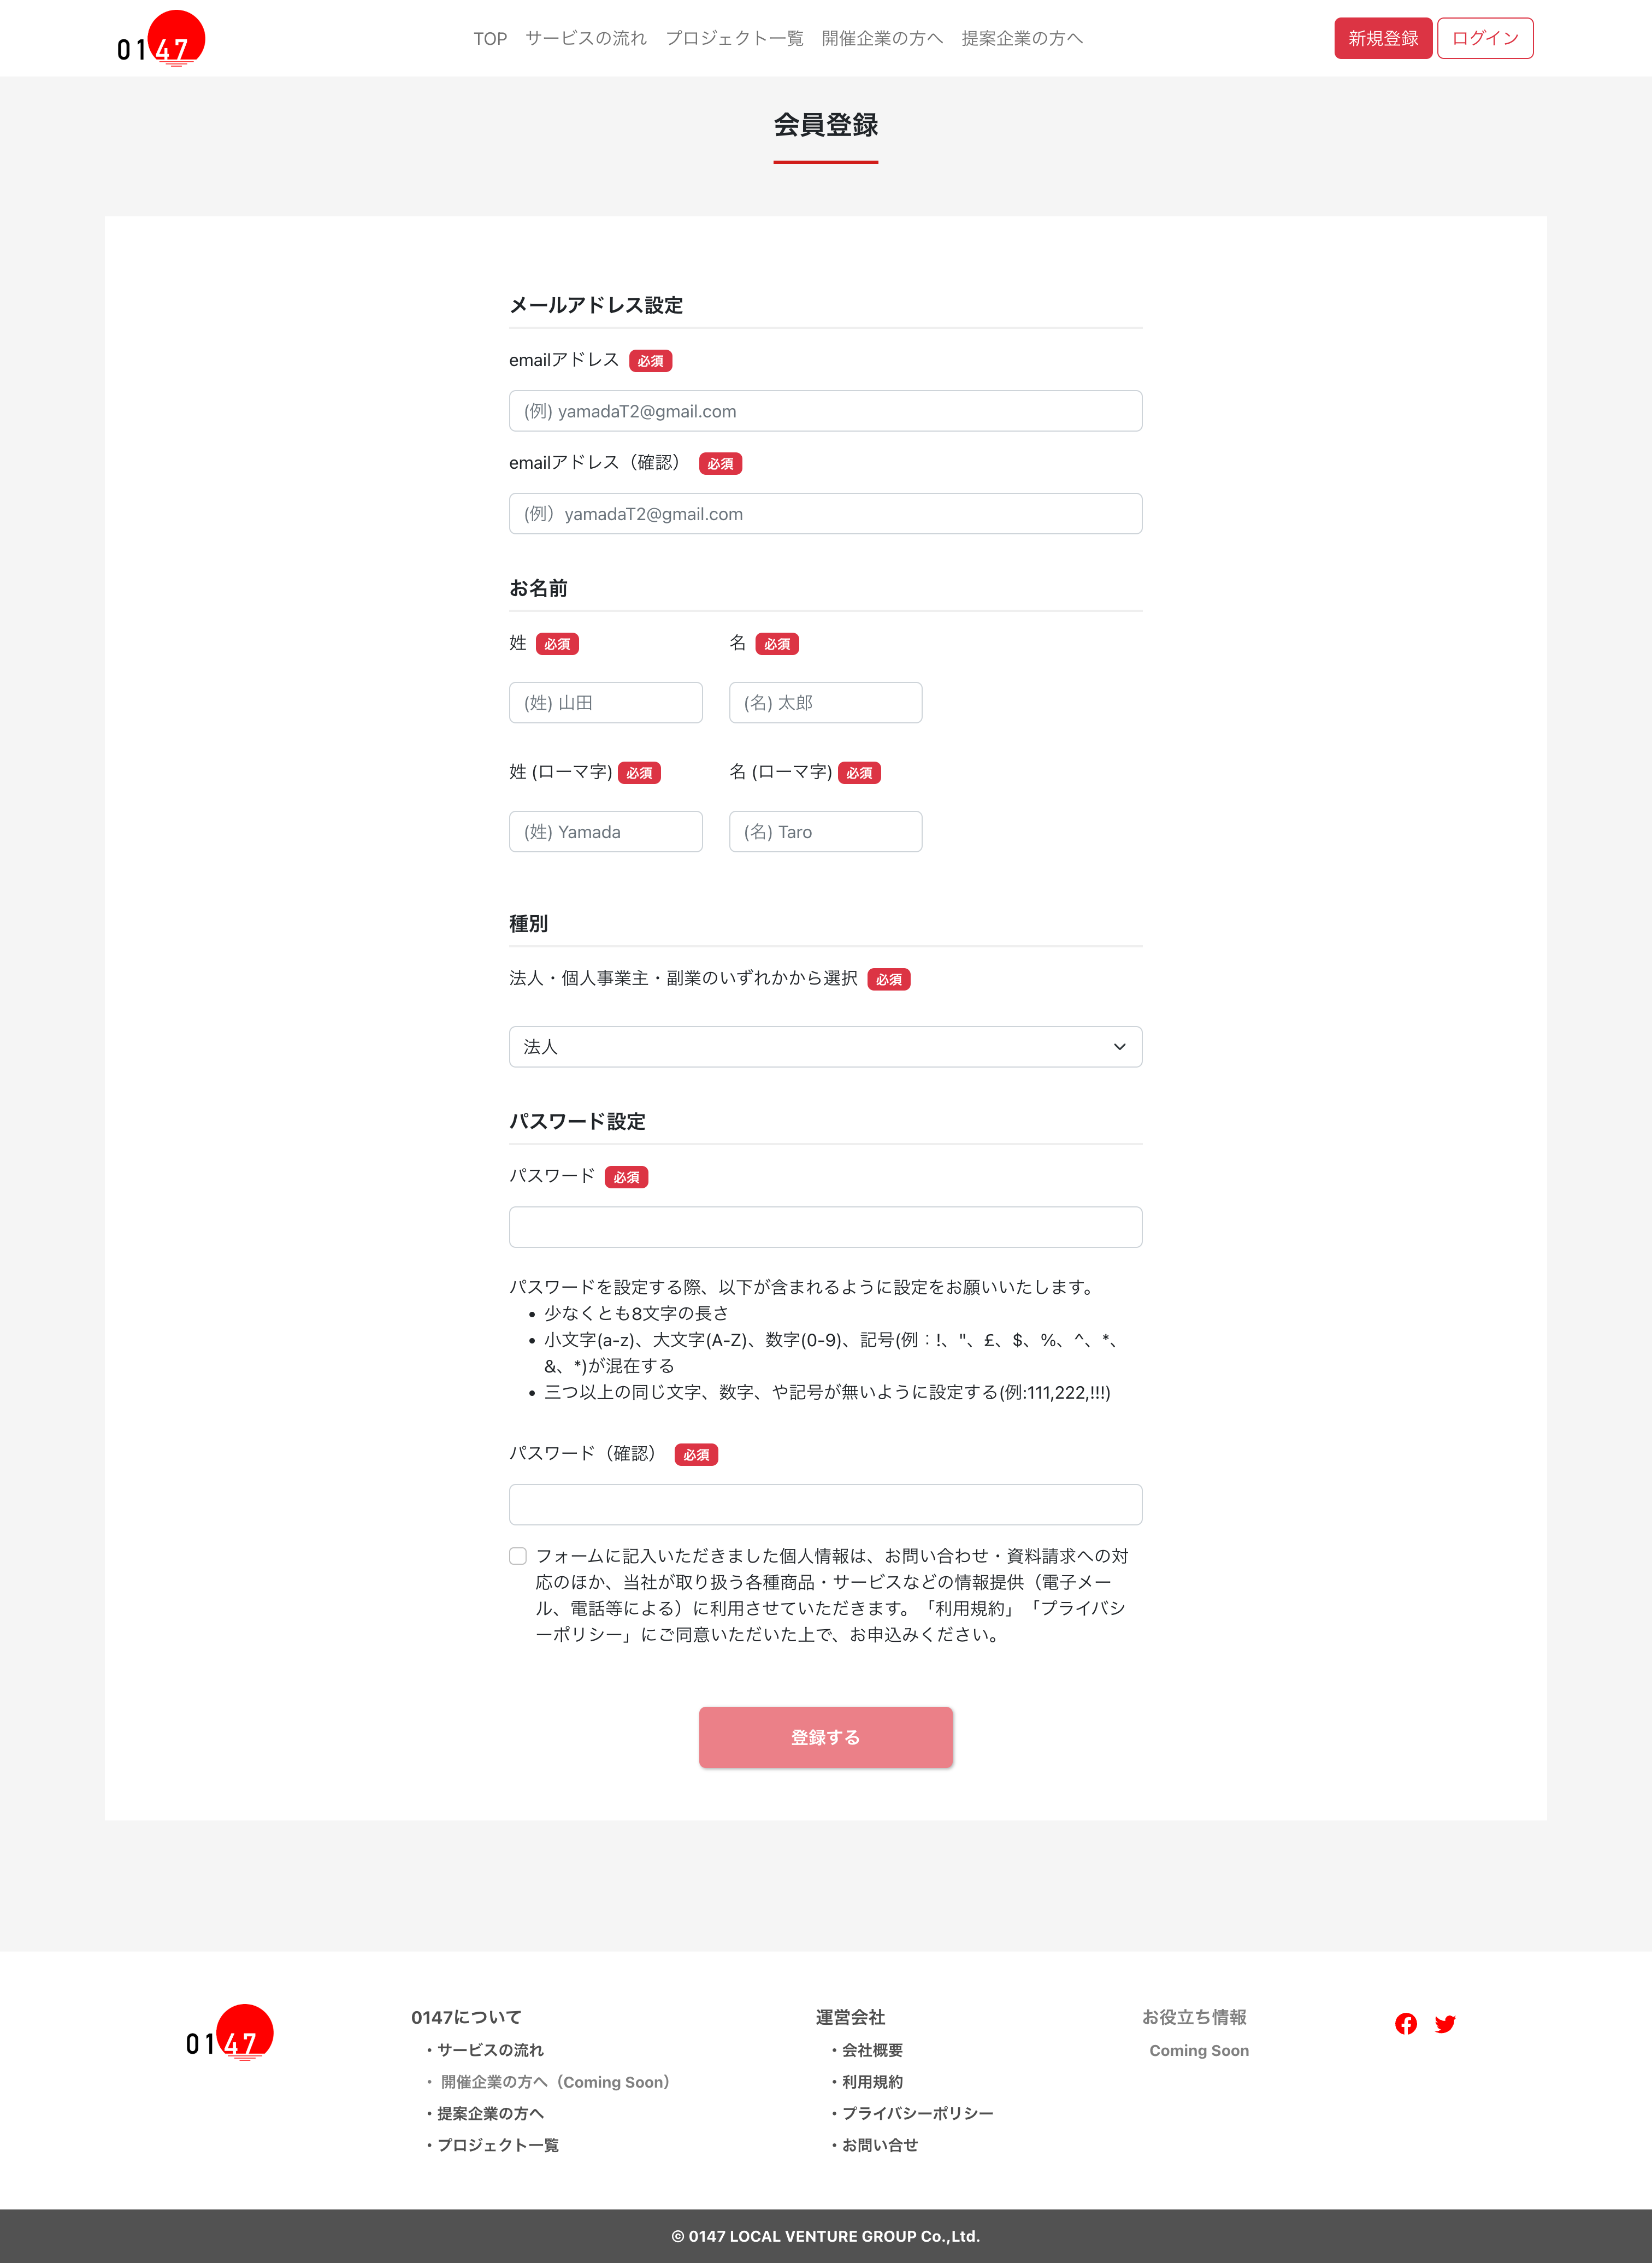 0147
TOP サービスの流れ プロジェクト一覧 開催企業の方へ 提案企業の方へ
新規登録 ログイン
会員登録
メールアドレス設定
emailアドレス 必須
(例) yamadaT2@gmail.com
emailアドレス（確認） 必須
(例）yamadaT2@gmail.com
お名前
姓 必須 名 必須
(姓) 山田 (名) 太郎
姓 (ローマ字) 必須 名 (ローマ字) 必須
(姓) Yamada (名) Taro
種別
法人・個人事業主・副業のいずれかから選択 必須
法人
パスワード設定
パスワード 必須
パスワードを設定する際、以下が含まれるように設定をお願いいたします。
• 少なくとも8文字の長さ
• 小文字(a-z)、大文字(A-Z)、数字(0-9)、記号(例：!、"、£、$、%、^、*、
&、*)が混在する
• 三つ以上の同じ文字、数字、や記号が無いように設定する(例:111,222,!!!)
パスワード（確認） 必須
フォームに記入いただきました個人情報は、お問い合わせ・資料請求への対
応のほか、当社が取り扱う各種商品・サービスなどの情報提供（電子メー
ル、電話等による）に利用させていただきます。「利用規約」「プライバシ
ーポリシー」にご同意いただいた上で、お申込みください。
登録する
0147
0147について
・サービスの流れ
・ 開催企業の方へ（Coming Soon）
・提案企業の方へ
・プロジェクト一覧
運営会社
・会社概要
・利用規約
・プライバシーポリシー
・お問い合せ
お役立ち情報
Coming Soon
© 0147 LOCAL VENTURE GROUP Co.,Ltd.